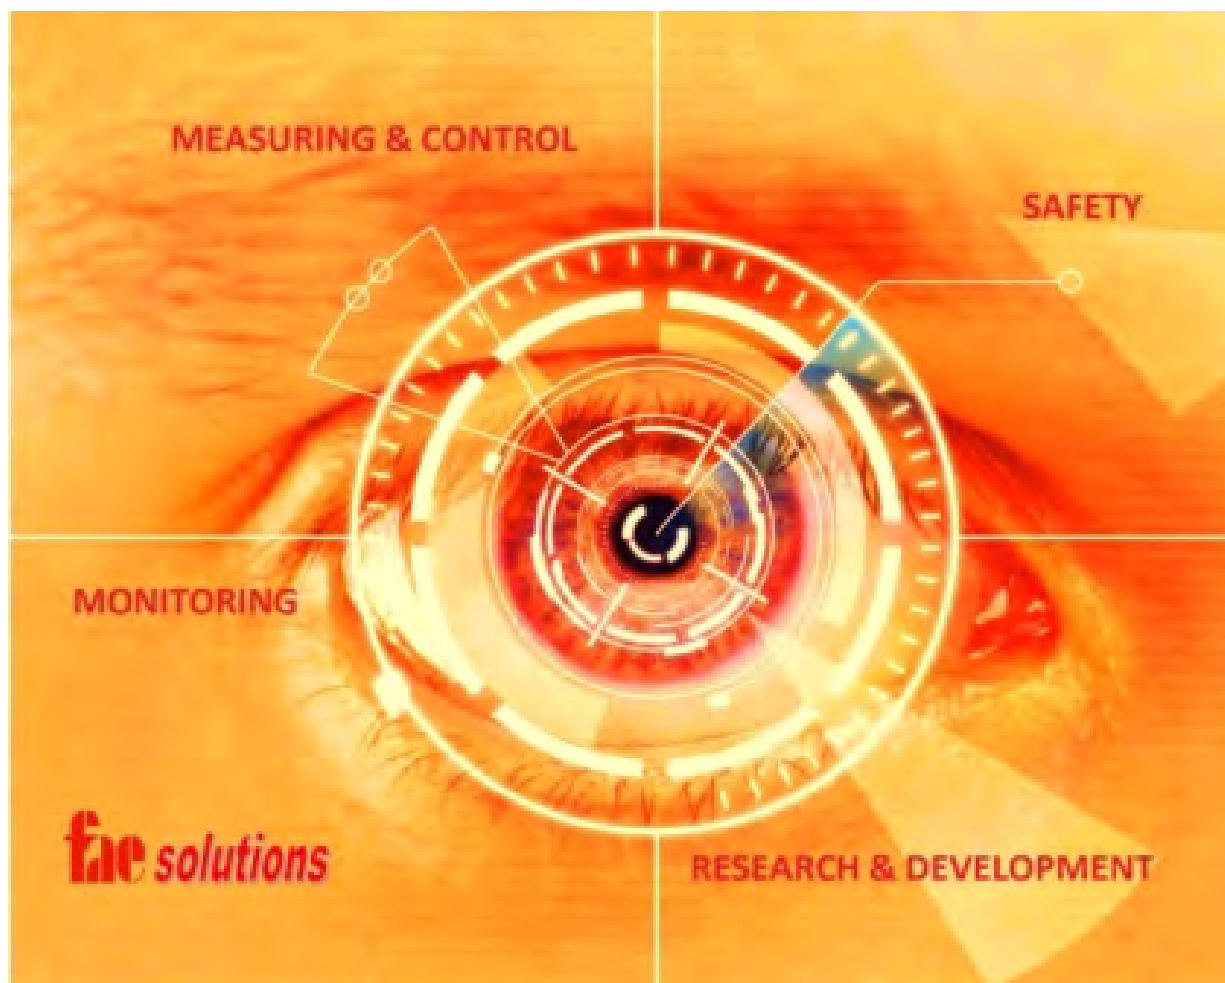 MEASURING & CONTROL
SAFETY
MONITORING
fae solutions
RESEARCH & DEVELOPMENT